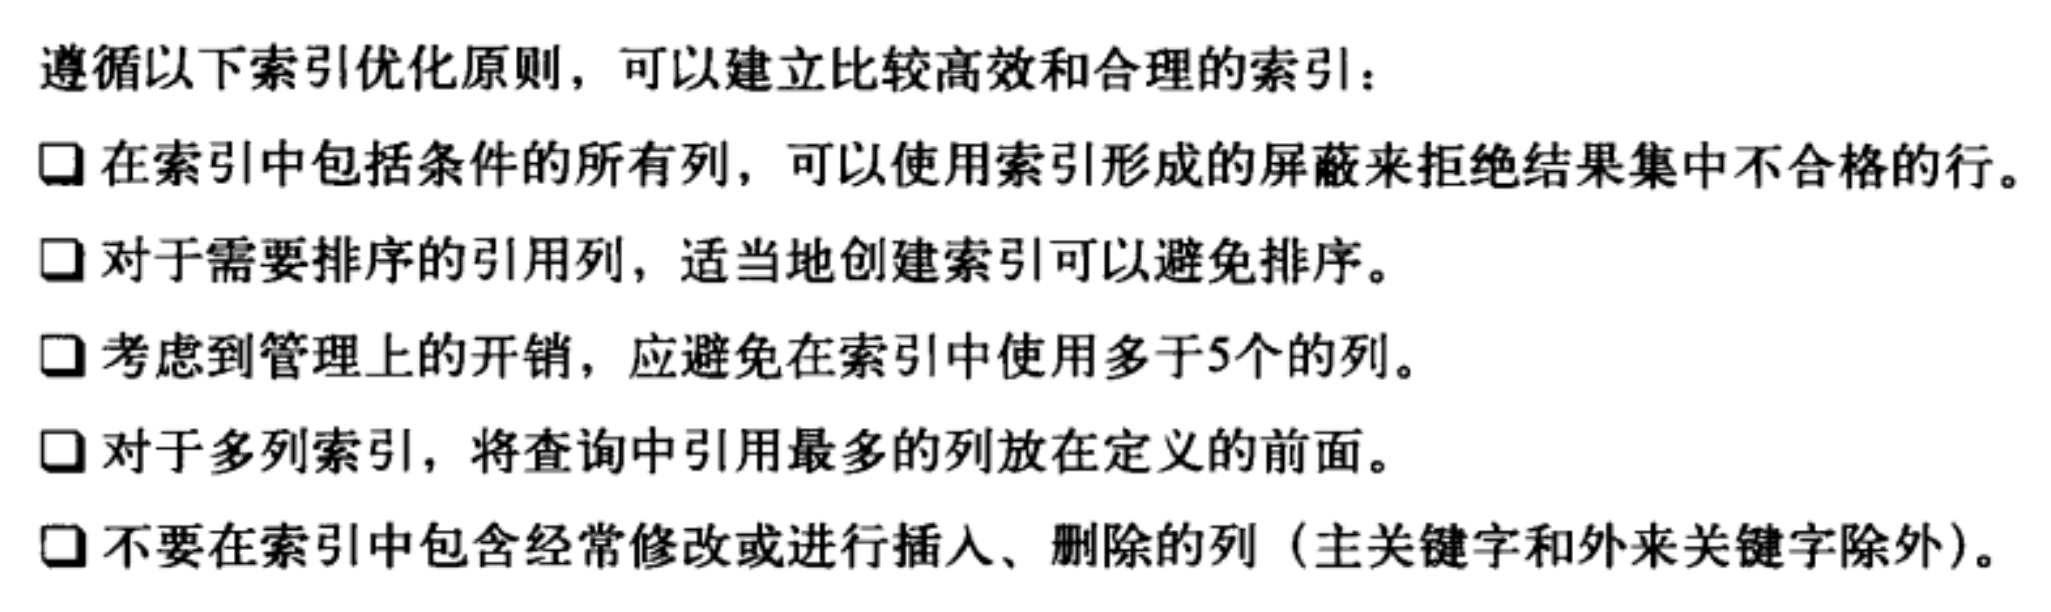 遵循以下索引优化原则，可以建立比较高效和合理的索引：
❏ 在索引中包括条件的所有列，可以使用索引形成的屏蔽来拒绝结果集中不合格的行。
❏ 对于需要排序的引用列，适当地创建索引可以避免排序。
❏ 考虑到管理上的开销，应避免在索引中使用多于5个的列。
❏ 对于多列索引，将查询中引用最多的列放在定义的前面。
❏ 不要在索引中包含经常修改或进行插入、删除的列（主关键字和外来关键字除外）。